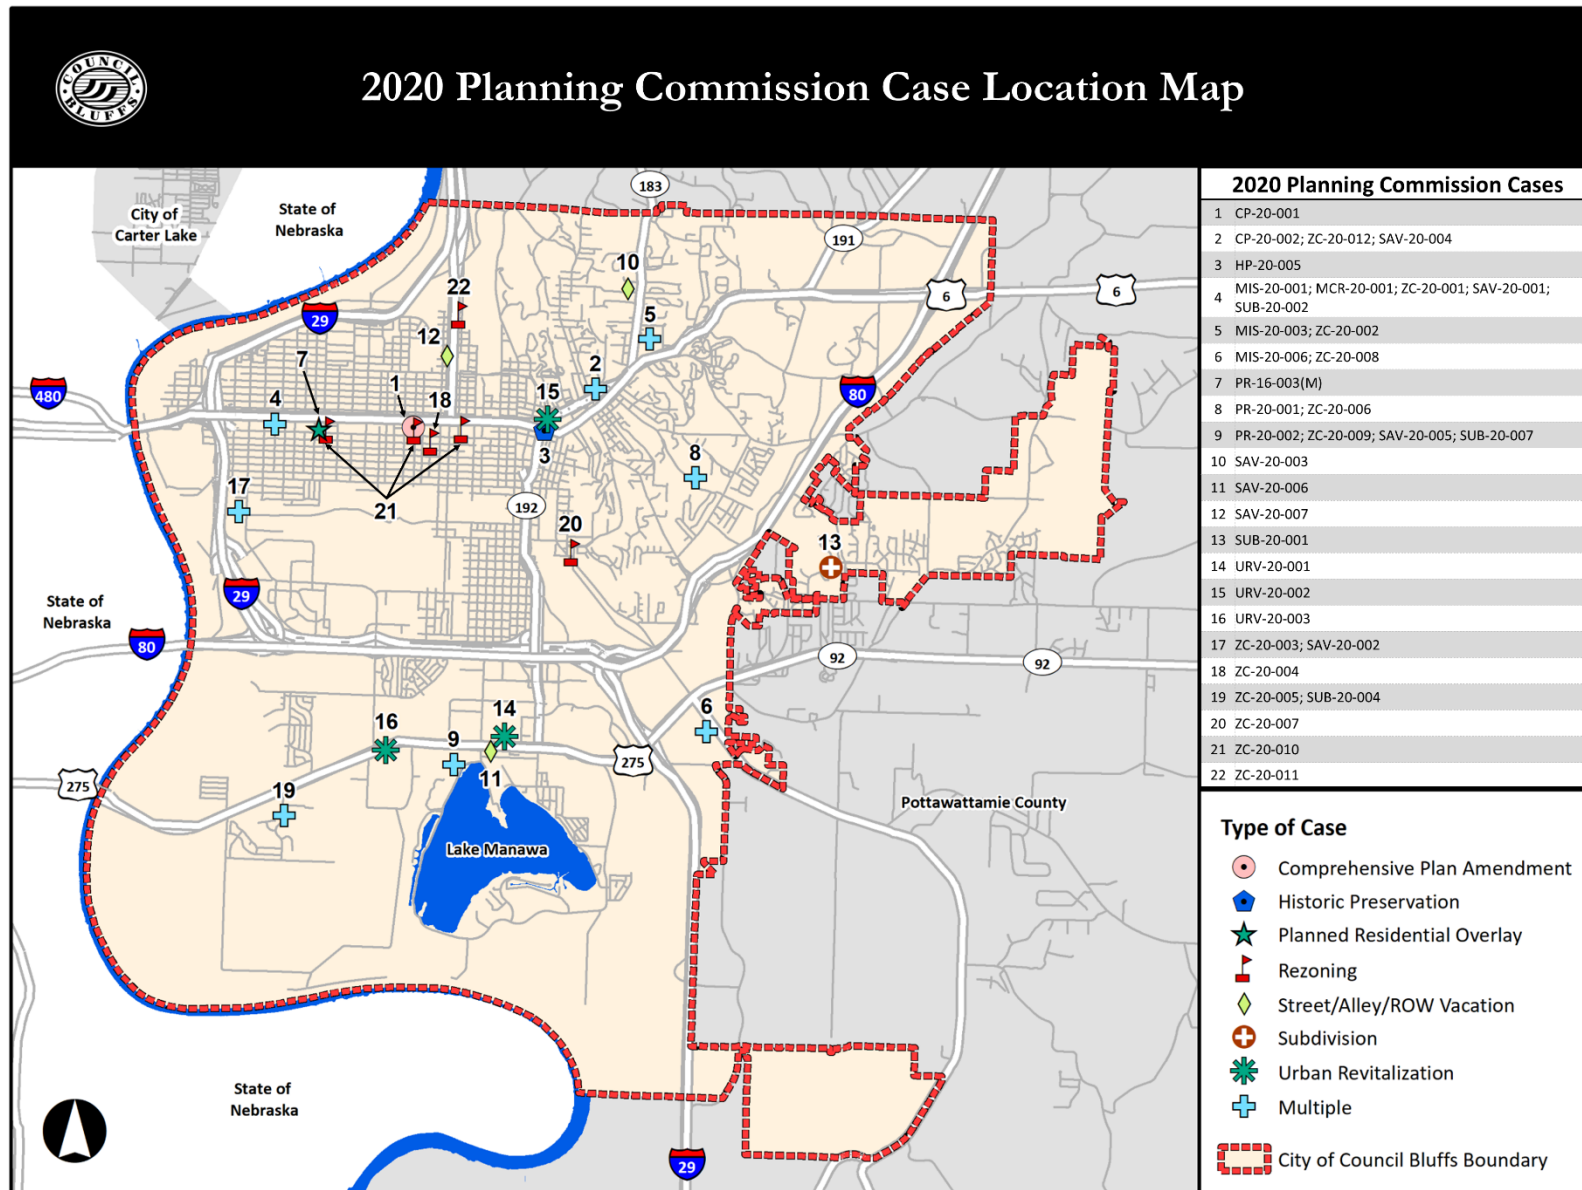 COUNCIL BLUFFS
2020 Planning Commission Case Location Map
City of
Carter Lake
State of
Nebraska
183
191
6
6
29
480
80
192
29
80
State of
Nebraska
92
92
275
275
Lake Manawa
Pottawattamie County
State of
Nebraska
29
10
22
5
12
7
2
1
15
4
18
3
8
17
21
20
13
6
14
16
9
11
19
2020 Planning Commission Cases
1 CP-20-001
2 CP-20-002; ZC-20-012; SAV-20-004
3 HP-20-005
4 MIS-20-001; MCR-20-001; ZC-20-001; SAV-20-001;
SUB-20-002
5 MIS-20-003; ZC-20-002
6 MIS-20-006; ZC-20-008
7 PR-16-003(M)
8 PR-20-001; ZC-20-006
9 PR-20-002; ZC-20-009; SAV-20-005; SUB-20-007
10 SAV-20-003
11 SAV-20-006
12 SAV-20-007
13 SUB-20-001
14 URV-20-001
15 URV-20-002
16 URV-20-003
17 ZC-20-003; SAV-20-002
18 ZC-20-004
19 ZC-20-005; SUB-20-004
20 ZC-20-007
21 ZC-20-010
22 ZC-20-011
Type of Case
Comprehensive Plan Amendment
Historic Preservation
Planned Residential Overlay
Rezoning
Street/Alley/ROW Vacation
Subdivision
Urban Revitalization
Multiple
City of Council Bluffs Boundary